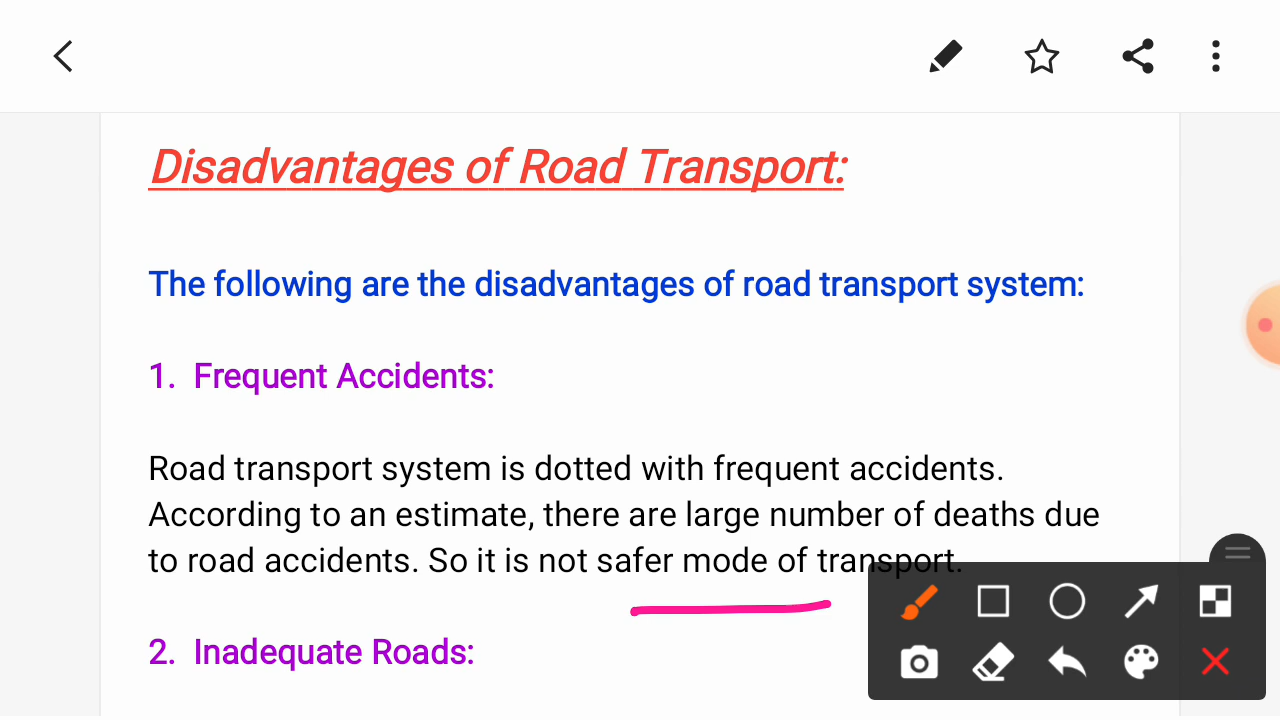 Disadvantages of Road Transport:
The following are the disadvantages of road transport system:
1. Frequent Accidents:
Road transport system is dotted with frequent accidents.
According to an estimate, there are large number of deaths due
to road accidents. So it is not safer mode of transport.
2. Inadequate Roads: